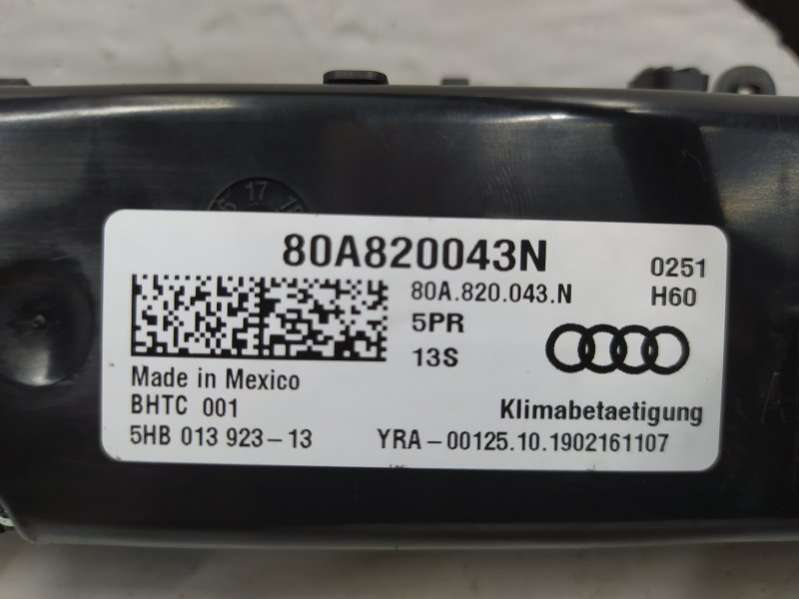 17
80A820043N
0251
80A.820.043.N
H60
5PR
13S
Made in Mexico
BHTC 001
Klimabetaetigung
5HB 013 923-13
YRA-00125.10.1902161107